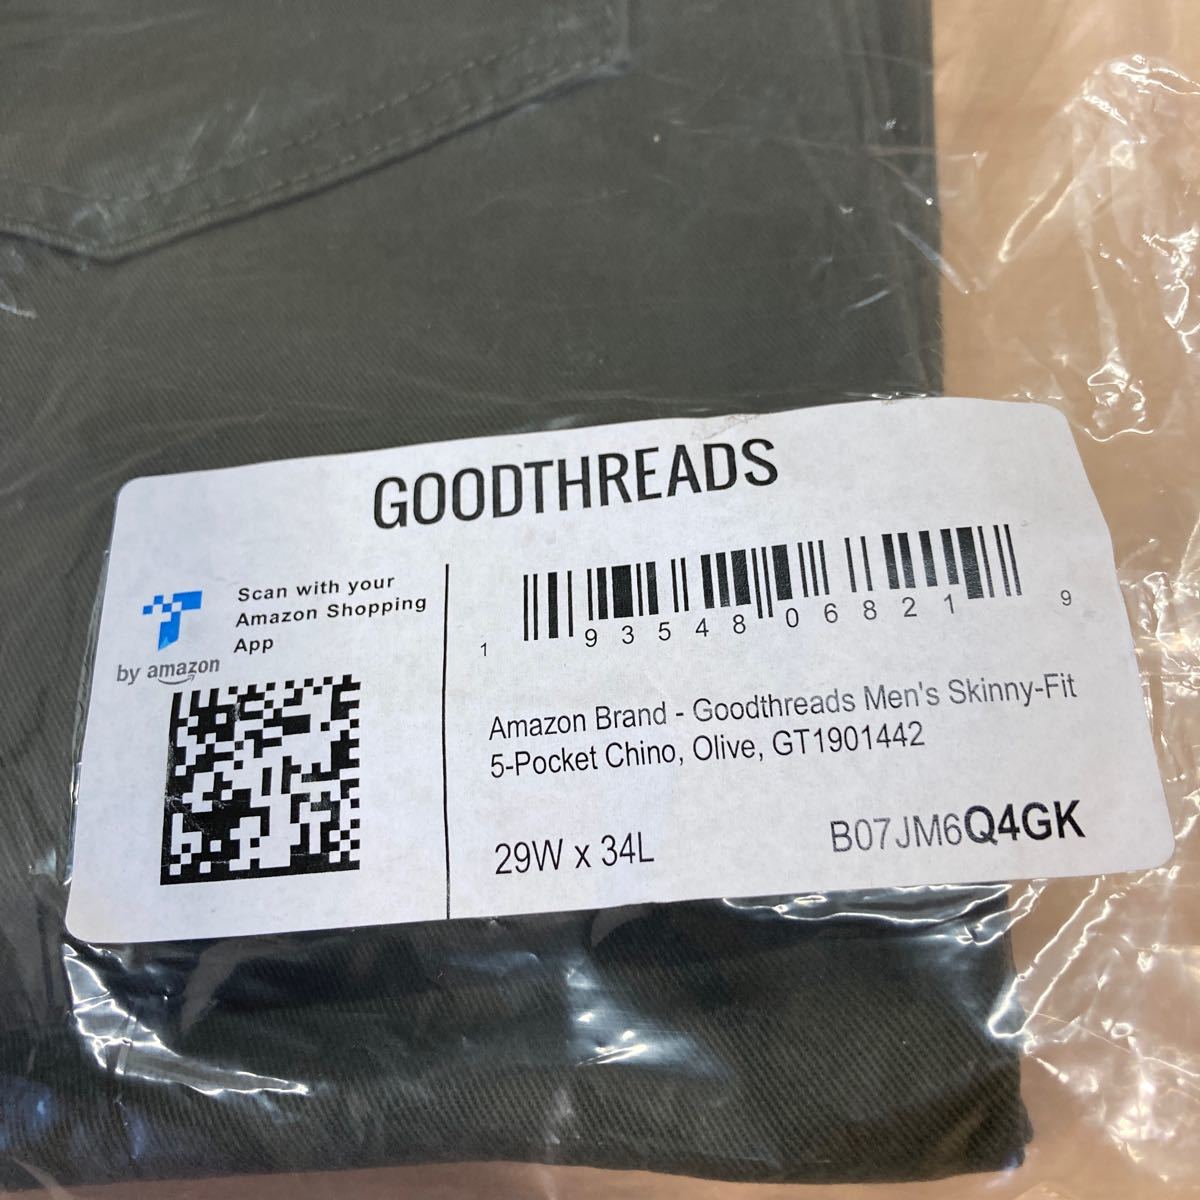 GOODTHREADS
Scan with your
Amazon Shopping
App
by amazon
1 93548 06821 9
Amazon Brand - Goodthreads Men's Skinny-Fit
5-Pocket Chino, Olive, GT1901442
29W x 34L
B07JM6Q4GK